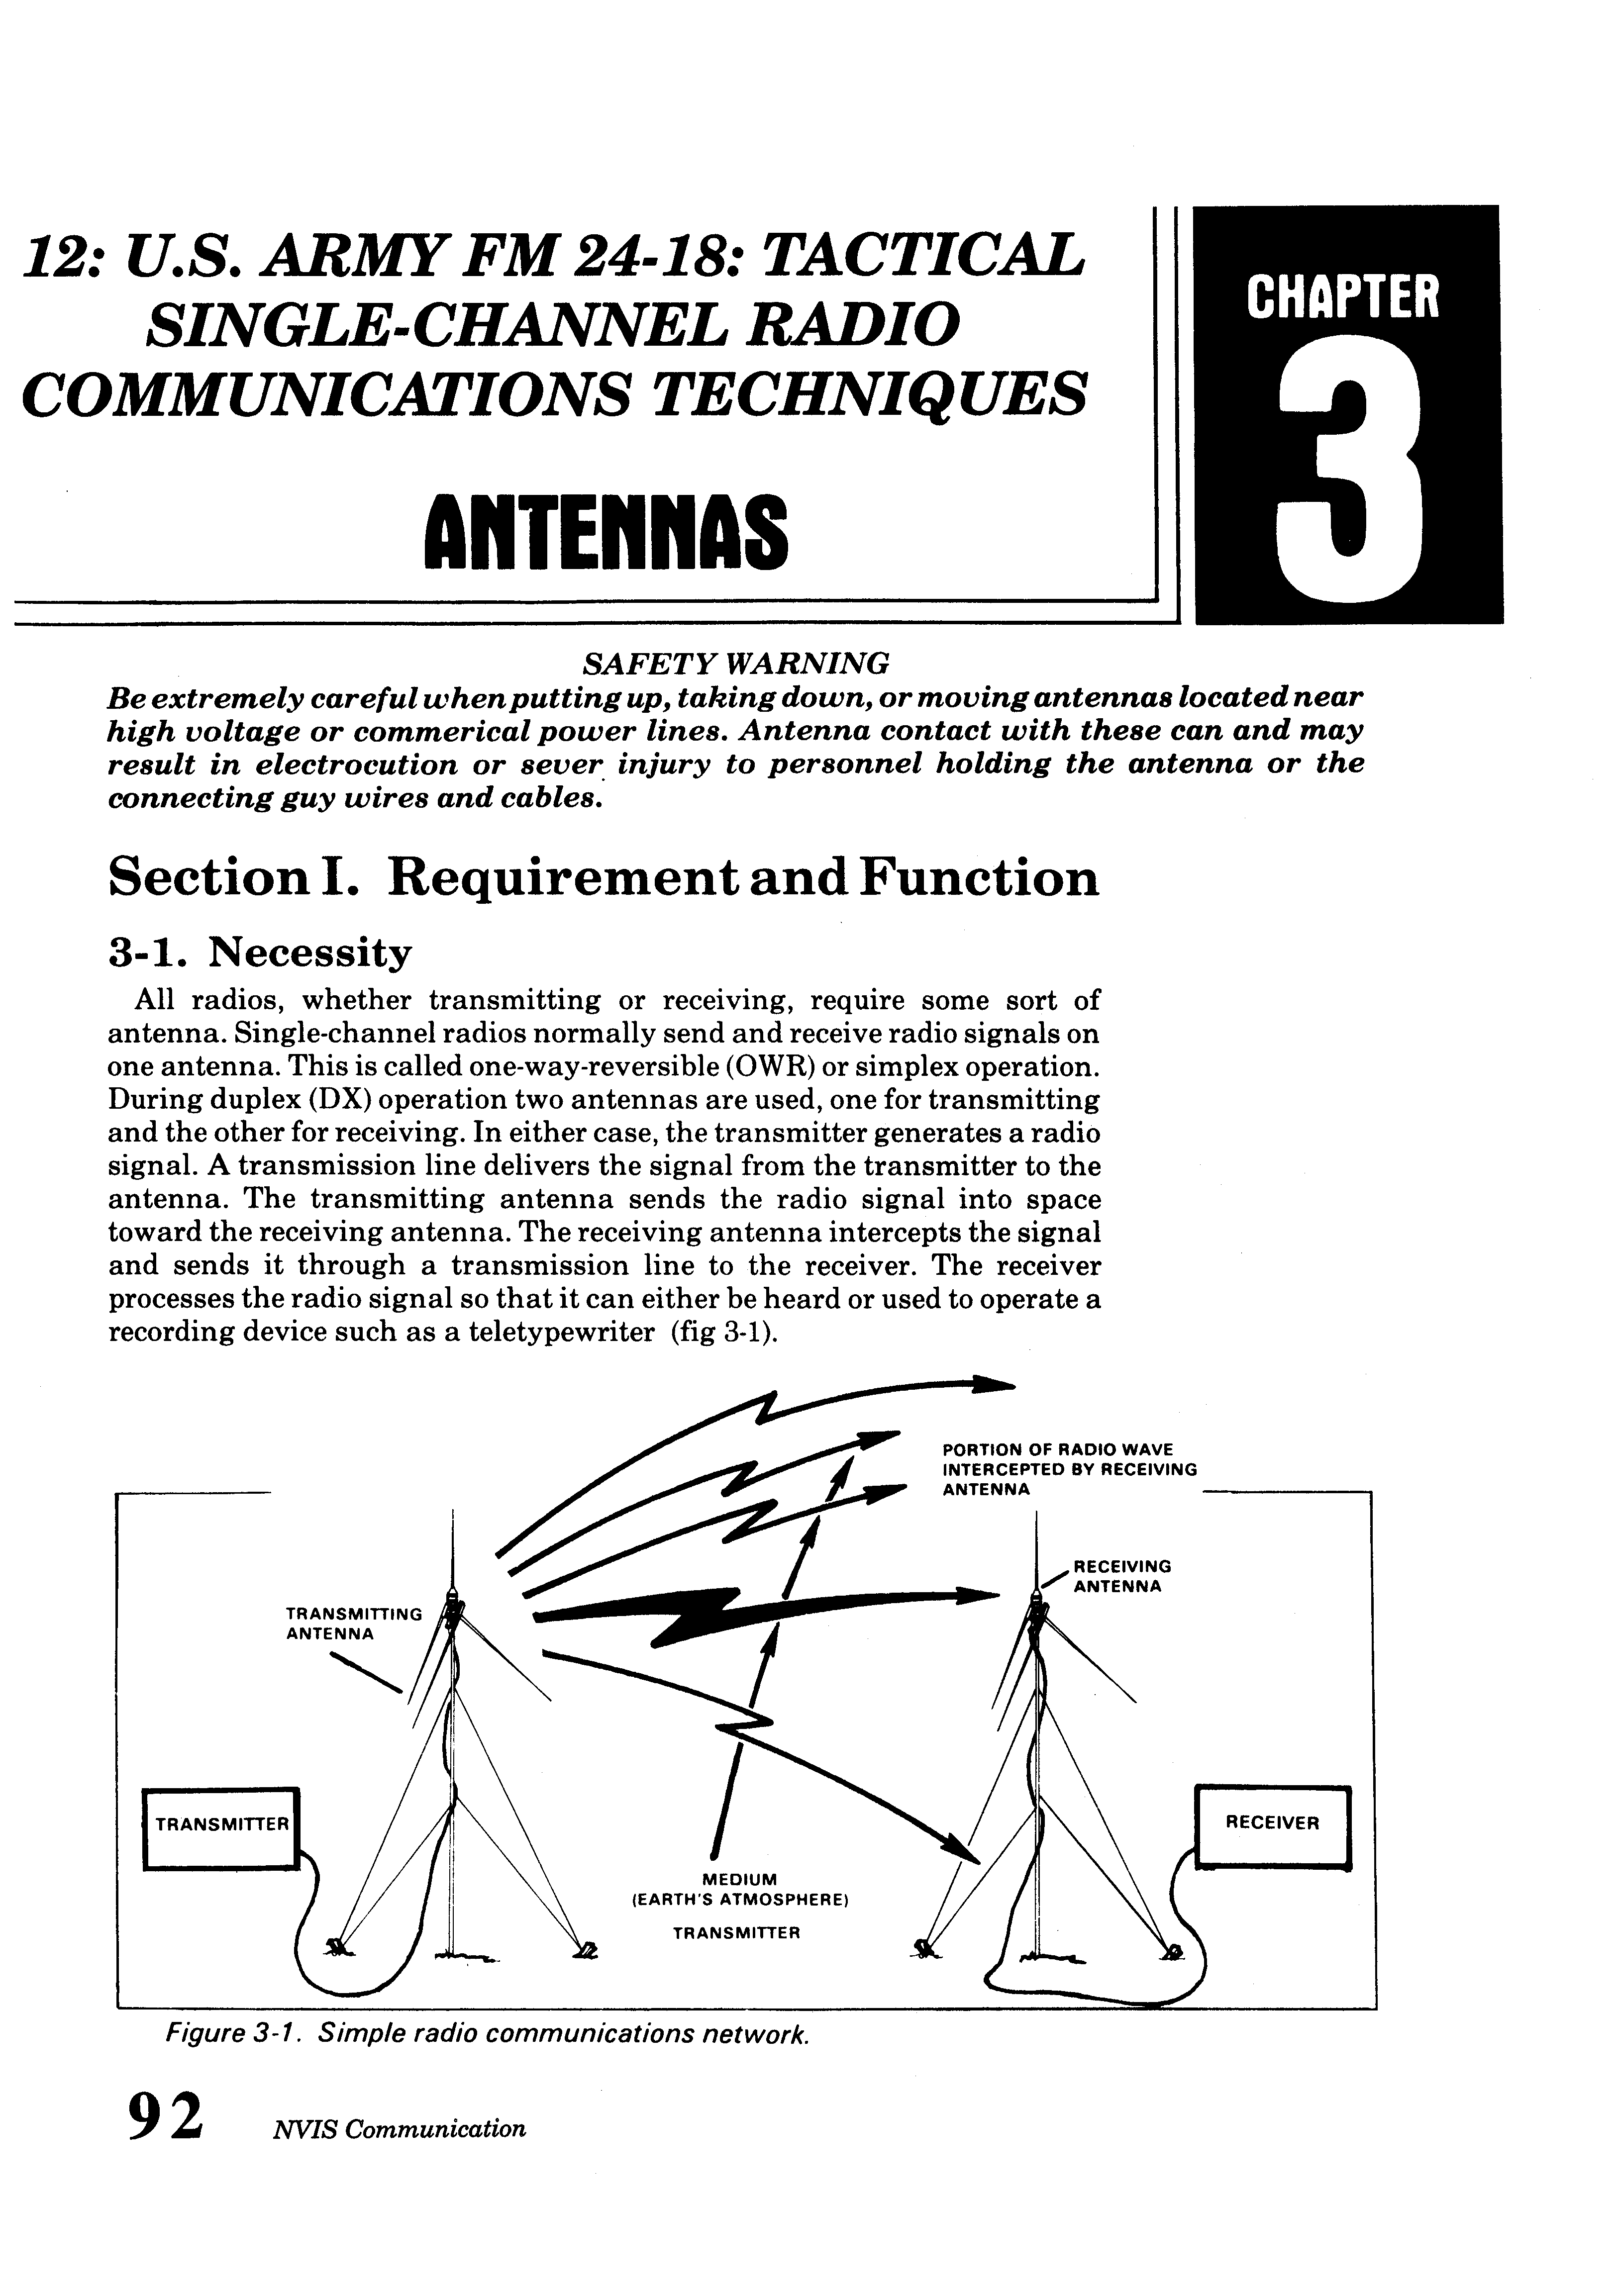 12: U.S. ARMY FM 24-18: TACTICAL
SINGLE-CHANNEL RADIO
COMMUNICATIONS TECHNIQUES
ANTENNAS
CHAPTER
3
SAFETY WARNING
Be extremely careful when putting up, taking down, or moving antennas located near
high voltage or commerical power lines. Antenna contact with these can and may
result in electrocution or sever injury to personnel holding the antenna or the
connecting guy wires and cables.
Section I. Requirement and Function
3-1. Necessity
All radios, whether transmitting or receiving, require some sort of
antenna. Single-channel radios normally send and receive radio signals on
one antenna. This is called one-way-reversible (OWR) or simplex operation.
During duplex (DX) operation two antennas are used, one for transmitting
and the other for receiving. In either case, the transmitter generates a radio
signal. A transmission line delivers the signal from the transmitter to the
antenna. The transmitting antenna sends the radio signal into space
toward the receiving antenna. The receiving antenna intercepts the signal
and sends it through a transmission line to the receiver. The receiver
processes the radio signal so that it can either be heard or used to operate a
recording device such as a teletypewriter (fig 3-1).
PORTION OF RADIO WAVE
INTERCEPTED BY RECEIVING
ANTENNA
RECEIVING
ANTENNA
TRANSMITTING
ANTENNA
TRANSMITTER
RECEIVER
MEDIUM
(EARTH'S ATMOSPHERE)
TRANSMITTER
Figure 3-1. Simple radio communications network.
92
NVIS Communication